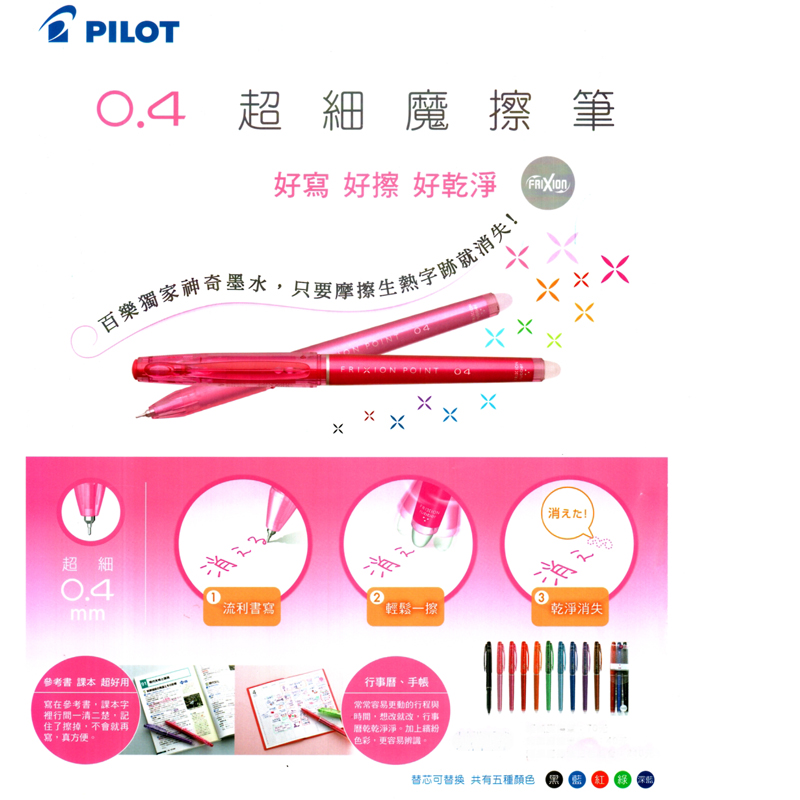 PILOT
0.4 超細魔擦筆
好寫 好擦 好乾淨
FRIXION
百樂獨家神奇墨水，只要摩擦生熱字跡就消失!
FRIXION POINT 04
超細
0.4
mm
消える
1 流利書寫
消え
2 輕鬆一擦
消えた!
消え
3 乾淨消失
參考書 課本 超好用
寫在參考書，課本字
裡行間一清二楚，記
住了擦掉，不會就再
寫，真方便。
行事曆、手帳
常常容易更動的行程與
時間，想改就改，行事
曆乾乾淨淨。加上繽紛
色彩，更容易辨識。
替芯可替換 共有五種顏色 黑 藍 紅 綠 深藍